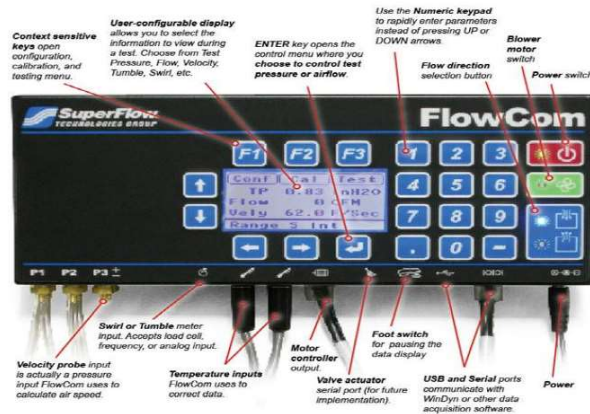 Context sensitive
keys open
configuration,
calibration, and
testing menu.
User-configurable display
allows you to select the
information to view during
a test. Choose from Test
Pressure, Flow, Velocity,
Tumble, Swirl, etc.
ENTER key opens the
control menu where you
choose to control test
pressure or airflow.
Use the Numeric keypad
to rapidly enter parameters
instead of pressing UP or
DOWN arrows.
Flow direction
selection button
Blower
motor
switch
Power switch
SuperFlow
TECHNOLOGIES GROUP
FlowCom
F1 F2 F3
1 2 3
4 5 6
7 8 9
. 0 -
Conf Cal Test
TP 0.83 inH2O
Flow 0 CFM
Vely 62.0 F/Sec
Range 5 Int
P1 P2 P3 ±
Velocity probe input
is actually a pressure
input FlowCom uses to
calculate air speed.
Swirl or Tumble meter
input. Accepts load cell,
frequency, or analog input.
Temperature inputs
FlowCom uses to
correct data.
Motor
controller
output.
Valve actuator
serial port (for future
implementation).
Foot switch
for pausing the
data display
USB and Serial ports
communicate with
WinDyn or other data
acquisition software.
Power